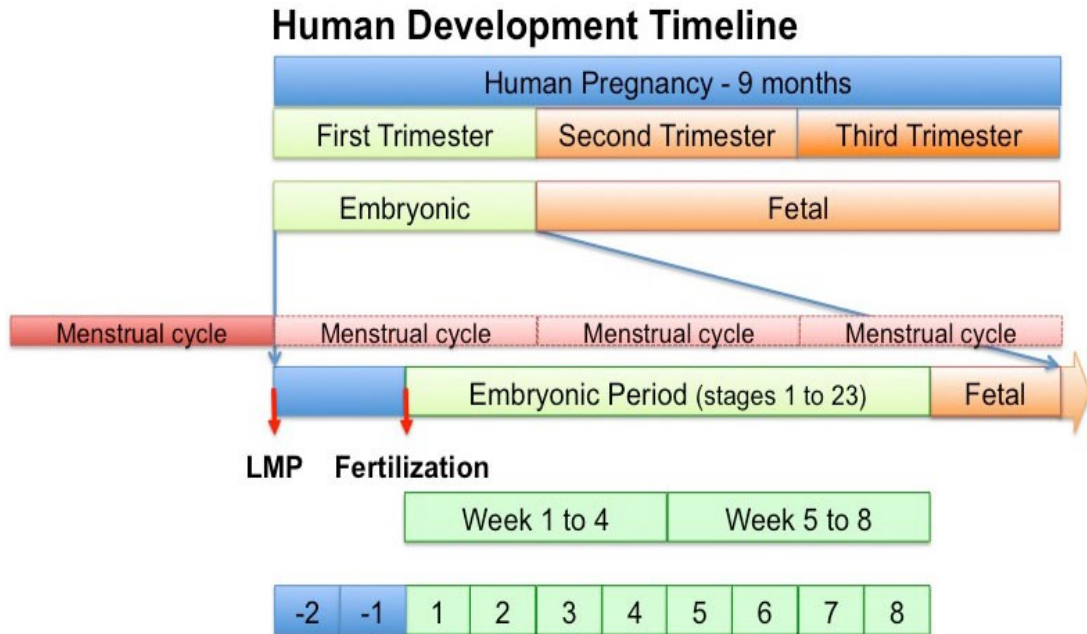 Human Development Timeline
Human Pregnancy - 9 months
First Trimester
Second Trimester
Third Trimester
Embryonic
Fetal
Menstrual cycle
Menstrual cycle
Menstrual cycle
Menstrual cycle
Embryonic Period (stages 1 to 23)
Fetal
LMP
Fertilization
Week 1 to 4
Week 5 to 8
-2 -1 1 2 3 4 5 6 7 8